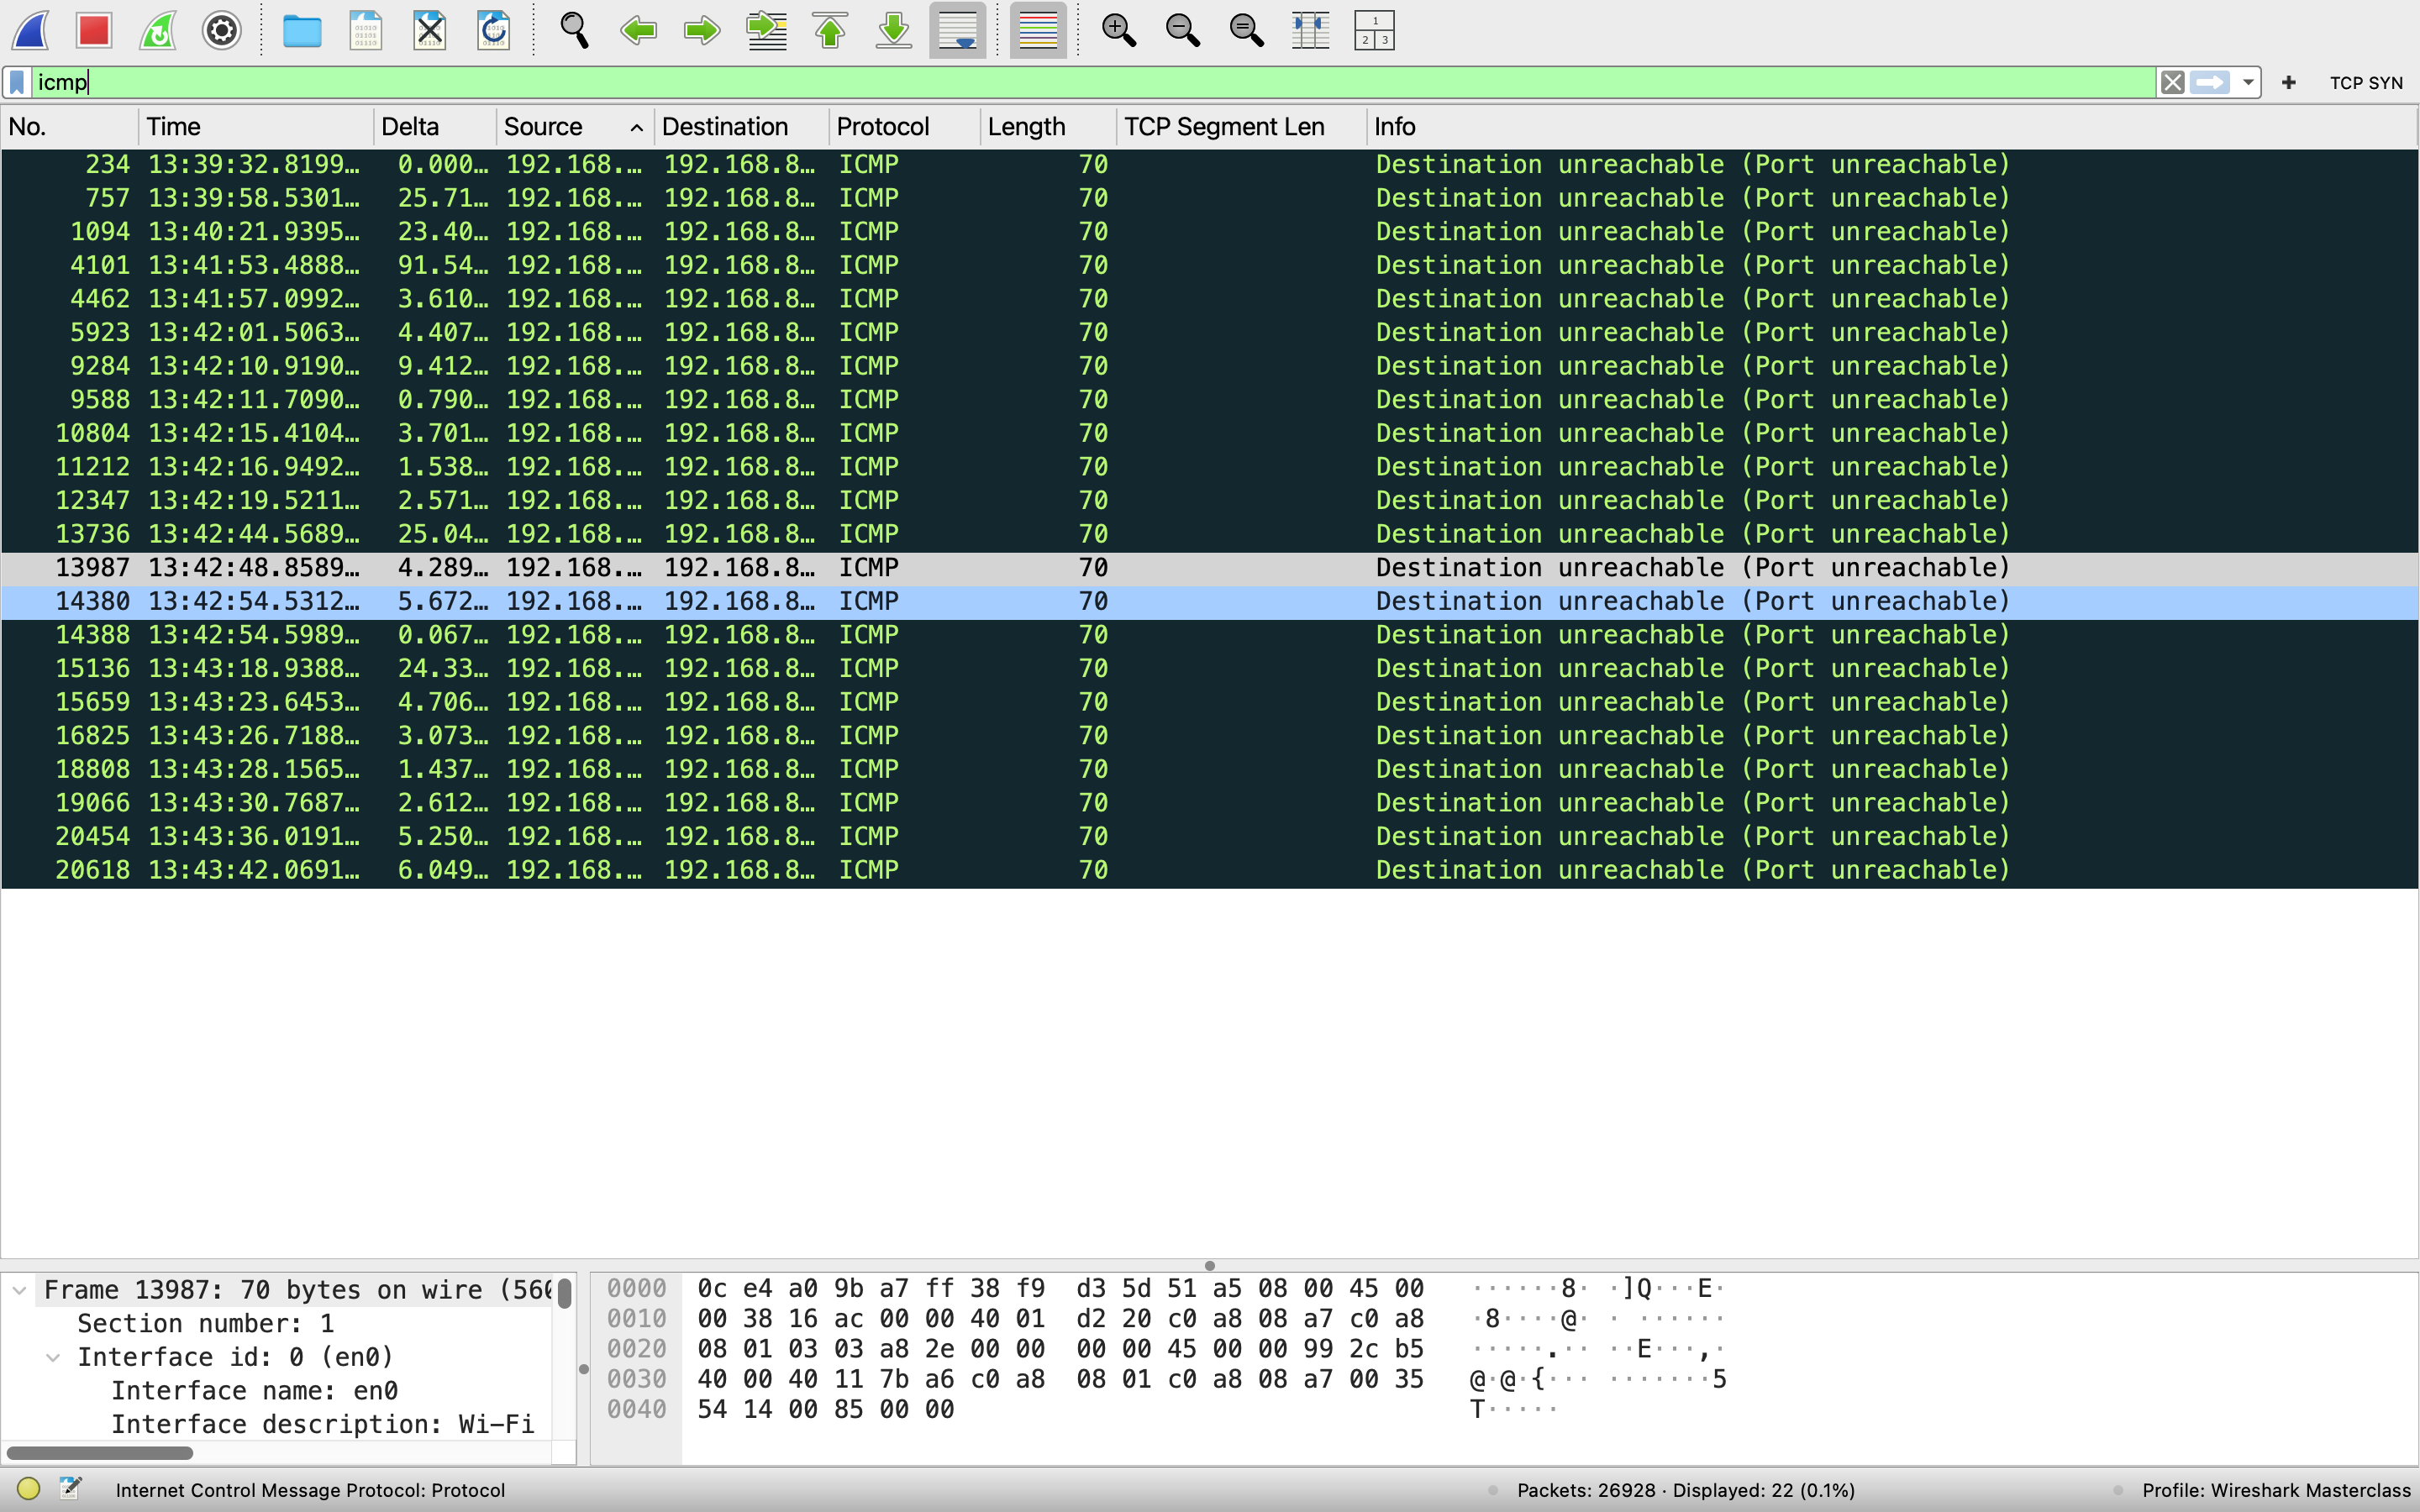 icmp
TCP SYN
No. Time Delta Source Destination Protocol Length TCP Segment Len Info
234 13:39:32.8199… 0.000… 192.168.… 192.168.8… ICMP 70 Destination unreachable (Port unreachable)
757 13:39:58.5301… 25.71… 192.168.… 192.168.8… ICMP 70 Destination unreachable (Port unreachable)
1094 13:40:21.9395… 23.40… 192.168.… 192.168.8… ICMP 70 Destination unreachable (Port unreachable)
4101 13:41:53.4888… 91.54… 192.168.… 192.168.8… ICMP 70 Destination unreachable (Port unreachable)
4462 13:41:57.0992… 3.610… 192.168.… 192.168.8… ICMP 70 Destination unreachable (Port unreachable)
5923 13:42:01.5063… 4.407… 192.168.… 192.168.8… ICMP 70 Destination unreachable (Port unreachable)
9284 13:42:10.9190… 9.412… 192.168.… 192.168.8… ICMP 70 Destination unreachable (Port unreachable)
9588 13:42:11.7090… 0.790… 192.168.… 192.168.8… ICMP 70 Destination unreachable (Port unreachable)
10804 13:42:15.4104… 3.701… 192.168.… 192.168.8… ICMP 70 Destination unreachable (Port unreachable)
11212 13:42:16.9492… 1.538… 192.168.… 192.168.8… ICMP 70 Destination unreachable (Port unreachable)
12347 13:42:19.5211… 2.571… 192.168.… 192.168.8… ICMP 70 Destination unreachable (Port unreachable)
13736 13:42:44.5689… 25.04… 192.168.… 192.168.8… ICMP 70 Destination unreachable (Port unreachable)
13987 13:42:48.8589… 4.289… 192.168.… 192.168.8… ICMP 70 Destination unreachable (Port unreachable)
14380 13:42:54.5312… 5.672… 192.168.… 192.168.8… ICMP 70 Destination unreachable (Port unreachable)
14388 13:42:54.5989… 0.067… 192.168.… 192.168.8… ICMP 70 Destination unreachable (Port unreachable)
15136 13:43:18.9388… 24.33… 192.168.… 192.168.8… ICMP 70 Destination unreachable (Port unreachable)
15659 13:43:23.6453… 4.706… 192.168.… 192.168.8… ICMP 70 Destination unreachable (Port unreachable)
16825 13:43:26.7188… 3.073… 192.168.… 192.168.8… ICMP 70 Destination unreachable (Port unreachable)
18808 13:43:28.1565… 1.437… 192.168.… 192.168.8… ICMP 70 Destination unreachable (Port unreachable)
19066 13:43:30.7687… 2.612… 192.168.… 192.168.8… ICMP 70 Destination unreachable (Port unreachable)
20454 13:43:36.0191… 5.250… 192.168.… 192.168.8… ICMP 70 Destination unreachable (Port unreachable)
20618 13:43:42.0691… 6.049… 192.168.… 192.168.8… ICMP 70 Destination unreachable (Port unreachable)
Frame 13987: 70 bytes on wire (560
Section number: 1
Interface id: 0 (en0)
Interface name: en0
Interface description: Wi-Fi
0000 0c e4 a0 9b a7 ff 38 f9 d3 5d 51 a5 08 00 45 00 ······8· ·]Q···E·
0010 00 38 16 ac 00 00 40 01 d2 20 c0 a8 08 a7 c0 a8 ·8····@· · ······
0020 08 01 03 03 a8 2e 00 00 00 00 45 00 00 99 2c b5 ·····.·· ··E···,·
0030 40 00 40 11 7b a6 c0 a8 08 01 c0 a8 08 a7 00 35 @·@·{··· ·······5
0040 54 14 00 85 00 00 T·····
Internet Control Message Protocol: Protocol
Packets: 26928 · Displayed: 22 (0.1%)
Profile: Wireshark Masterclass